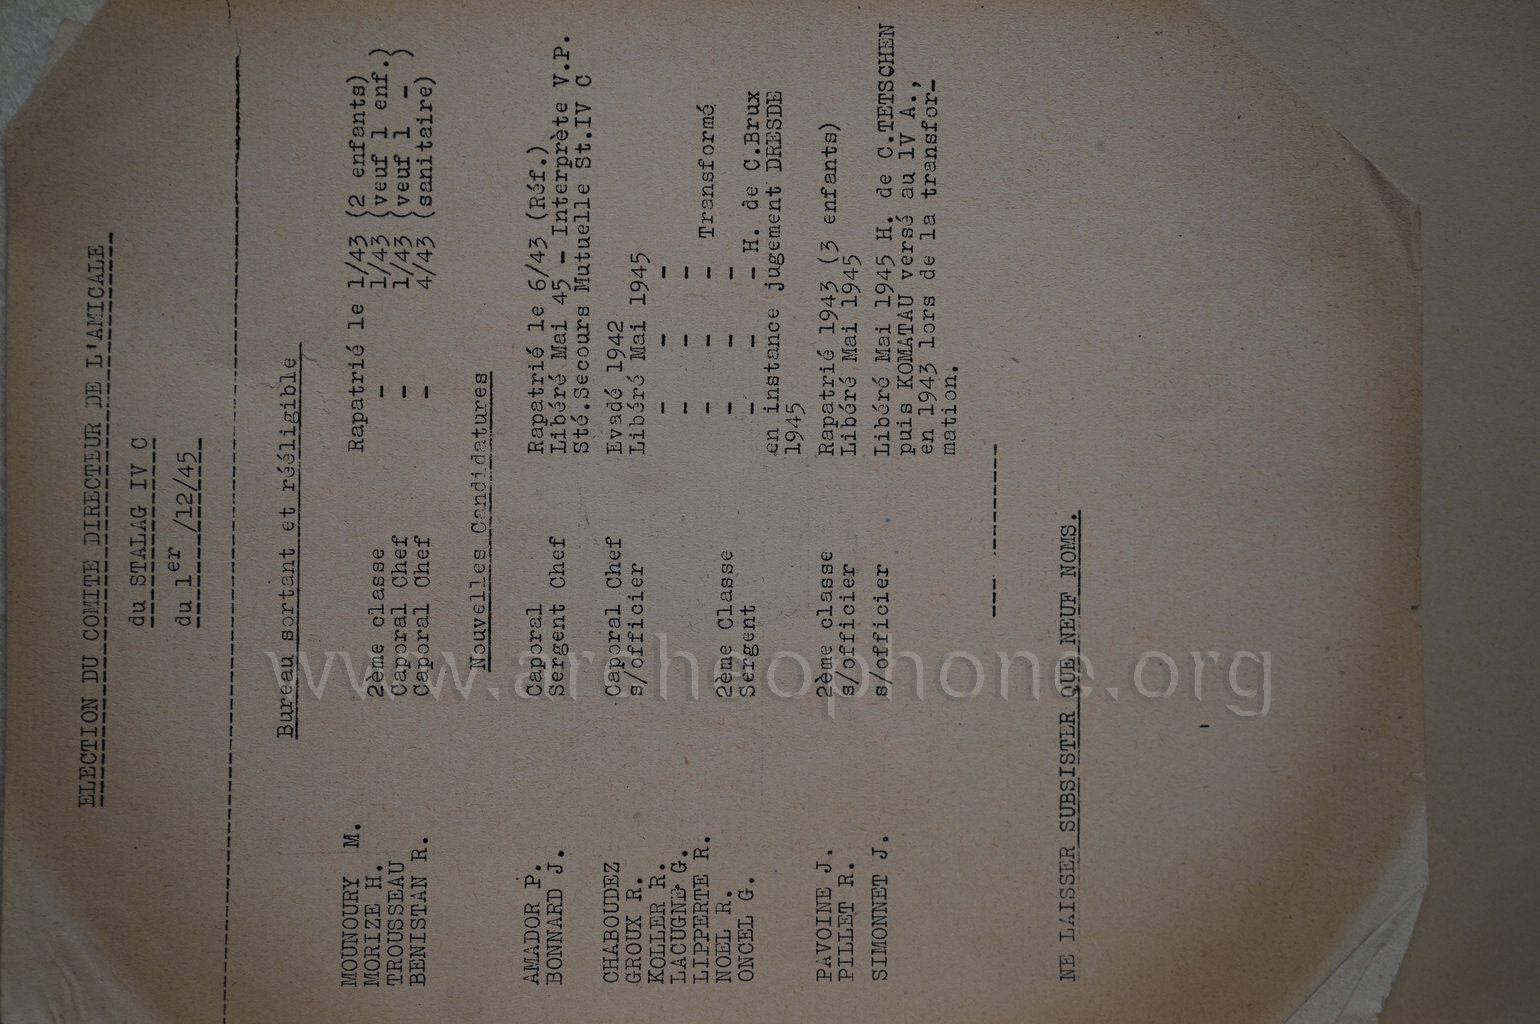 ELECTION DU COMITE DIRECTEUR DE L'AMICALE
du STALAG IV C
du 1er /12/45
Bureau sortant et rééligible
MOUNOURY M. Rapatrié le 1/43 (2 enfants)
MORIZE H. 2ème classe - 1/43 (veuf 1 enf.)
TROUSSEAU Caporal Chef - 1/43 (veuf 1 - )
BENISTAN R. Caporal Chef - 4/43 (sanitaire)
Nouvelles Candidatures
AMADOR P. Caporal Rapatrié le 6/43 (Réf.)
BONNARD J. Sergent Chef Libéré Mai 45 - Interprète V.P.
Sté.Secours Mutuelle St.IV C
CHABOUDEZ Caporal Chef Evadé 1942
GROUX R. s/officier Libéré Mai 1945
KOLLER R. - - -
LACUGNE G. - - -
LIPPERTE R. - - - Transformé
NOEL R. 2ème Classe - - -
ONCEL G. Sergent - - - H. de C.Brux
en instance jugement DRESDE
1945
PAVOINE J. 2ème classe Rapatrié 1943 (3 enfants)
PILLET R. s/officier Libéré Mai 1945
SIMONNET J. s/officier Libéré Mai 1945 H. de C.TETSCHEN
puis KOMATAU versé au lV A.,
en 1943 lors de la transfor-
mation.
NE LAISSER SUBSISTER QUE NEUF NOMS.
www.archeophone.org